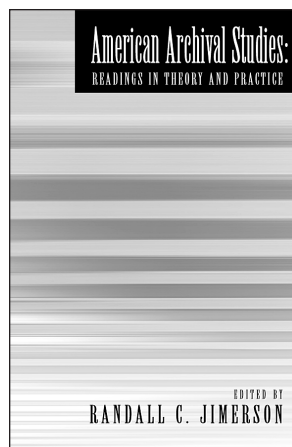 American Archival Studies:
READINGS IN THEORY AND PRACTICE
EDITED BY
RANDALL C. JIMERSON